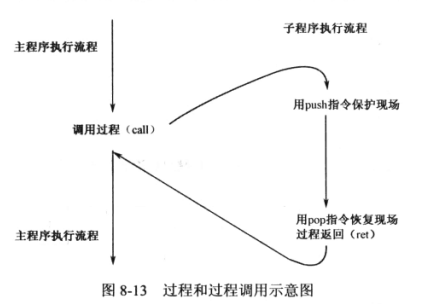 子程序执行流程
主程序执行流程
用push指令保护现场
调用过程（call）
用pop指令恢复现场
过程返回（ret）
主程序执行流程
图 8-13 过程和过程调用示意图